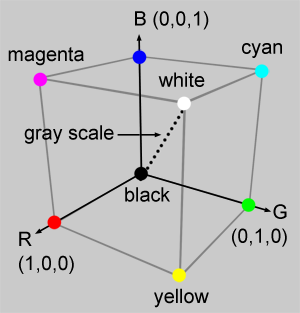 B (0,0,1)
magenta
cyan
white
gray scale
black
G
(0,1,0)
R
(1,0,0)
yellow